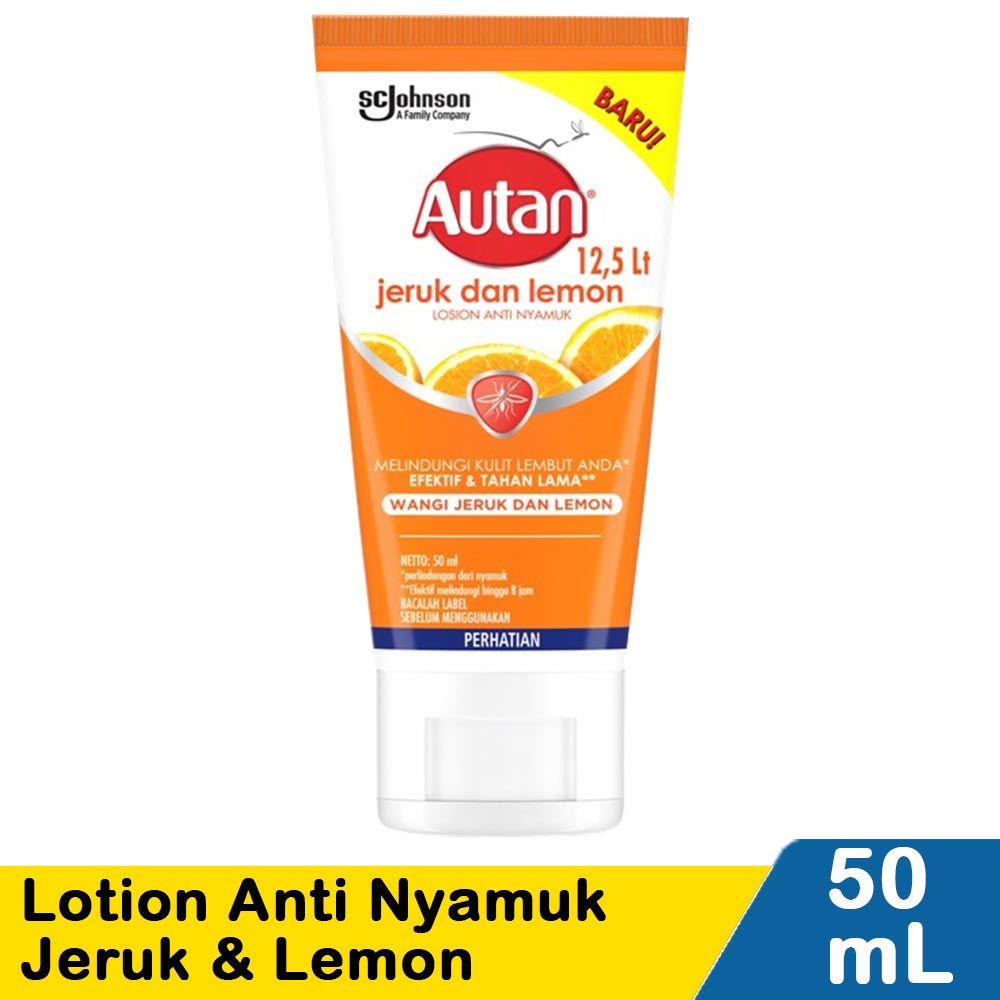 scjohnson
A Family Company
BARU!
Autan®
12,5 Lt
jeruk dan lemon
LOSION ANTI NYAMUK
MELINDUNGI KULIT LEMBUT ANDA*
EFEKTIF & TAHAN LAMA**
WANGI JERUK DAN LEMON
NETTO: 50 ml
*perlindungan dari nyamuk
**Efektif melindungi hingga 8 jam
BACALAH LABEL
SEBELUM MENGGUNAKAN
PERHATIAN
Lotion Anti Nyamuk
Jeruk & Lemon
50
mL